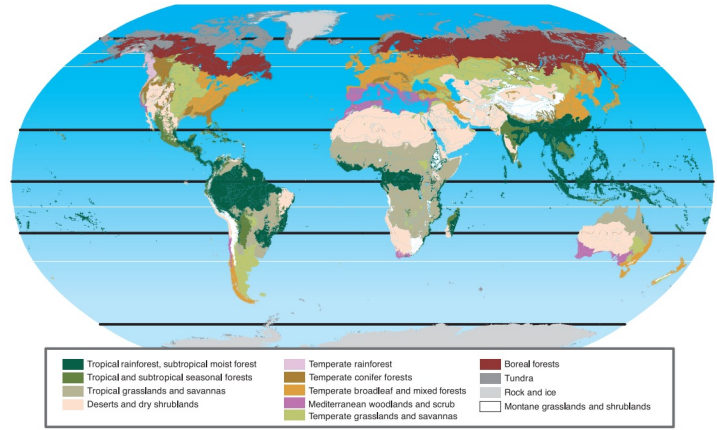 Tropical rainforest, subtropical moist forest
Tropical and subtropical seasonal forests
Tropical grasslands and savannas
Deserts and dry shrublands
Temperate rainforest
Temperate conifer forests
Temperate broadleaf and mixed forests
Mediterranean woodlands and scrub
Temperate grasslands and savannas
Boreal forests
Tundra
Rock and ice
Montane grasslands and shrublands